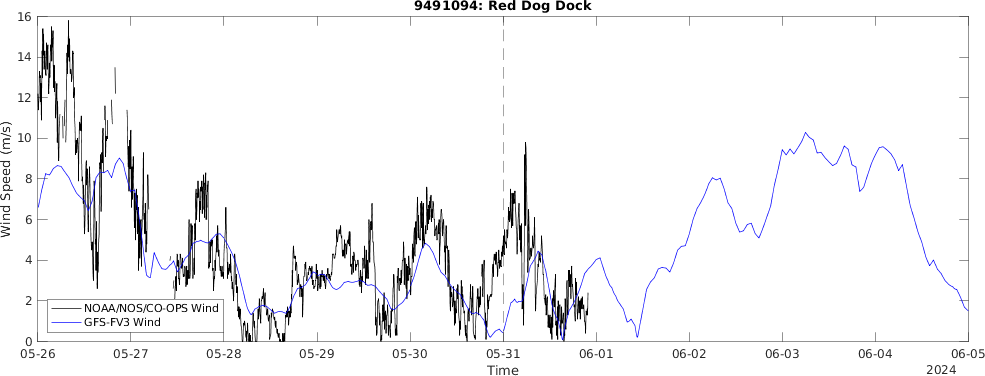 9491094: Red Dog Dock
16
14
12
10
8
6
4
2
0
Wind Speed (m/s)
NOAA/NOS/CO-OPS Wind
GFS-FV3 Wind
05-26 05-27 05-28 05-29 05-30 05-31 06-01 06-02 06-03 06-04 06-05
Time
2024